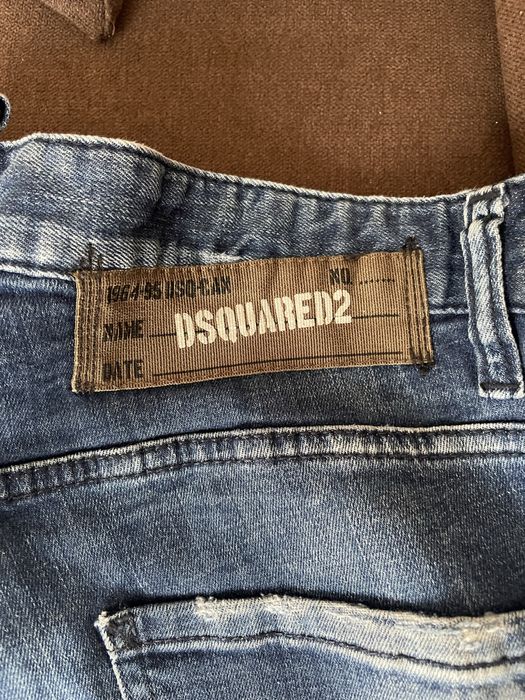 1964-95 DSQ-CAN NO.......
NAME DSQUARED2
DATE